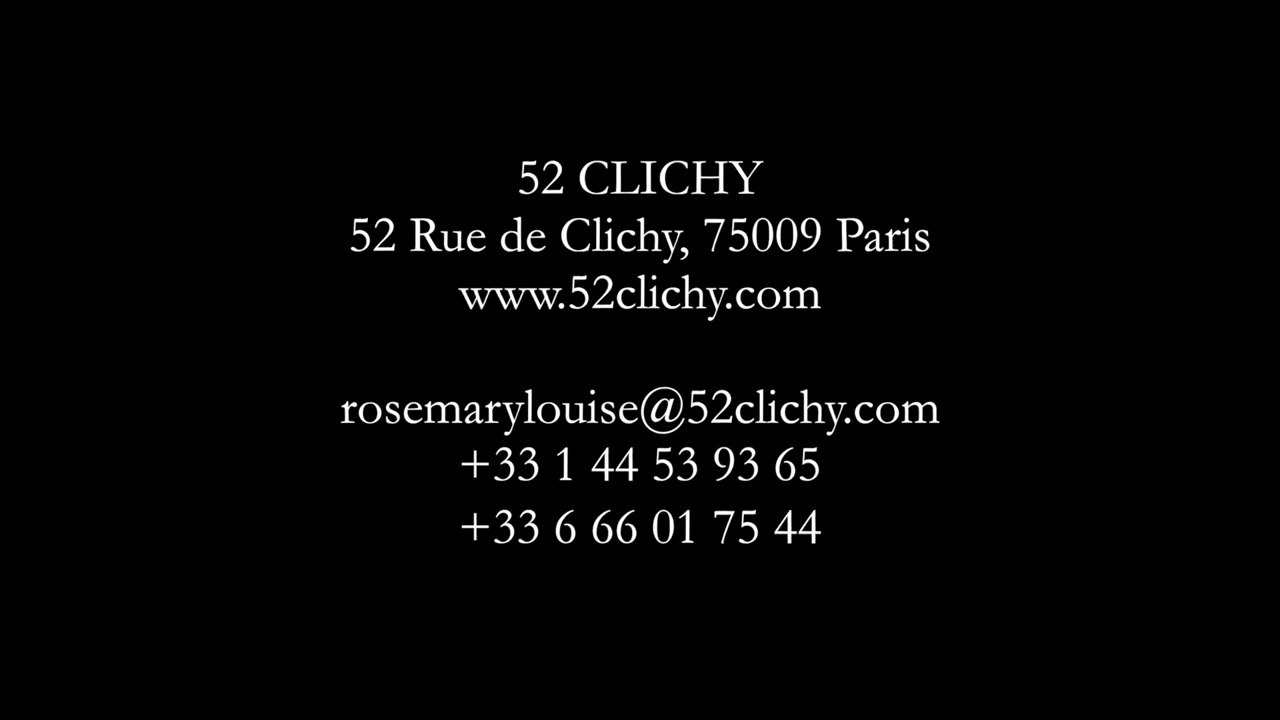 52 CLICHY
52 Rue de Clichy, 75009 Paris
www.52clichy.com
rosemarylouise@52clichy.com
+33 1 44 53 93 65
+33 6 66 01 75 44